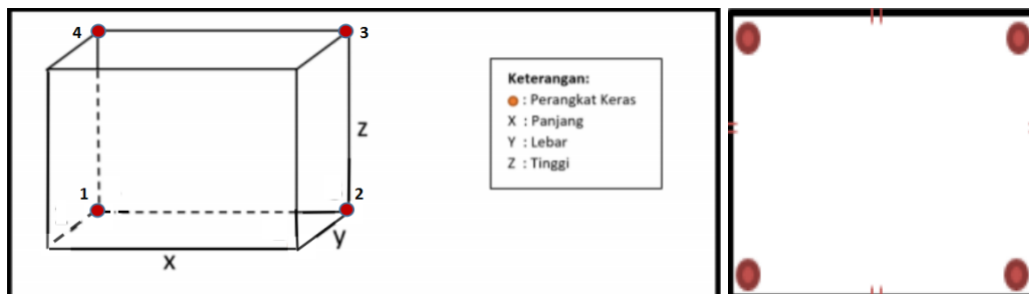 4
3
Z
1
2
y
X
Keterangan:
: Perangkat Keras
X : Panjang
Y : Lebar
Z : Tinggi